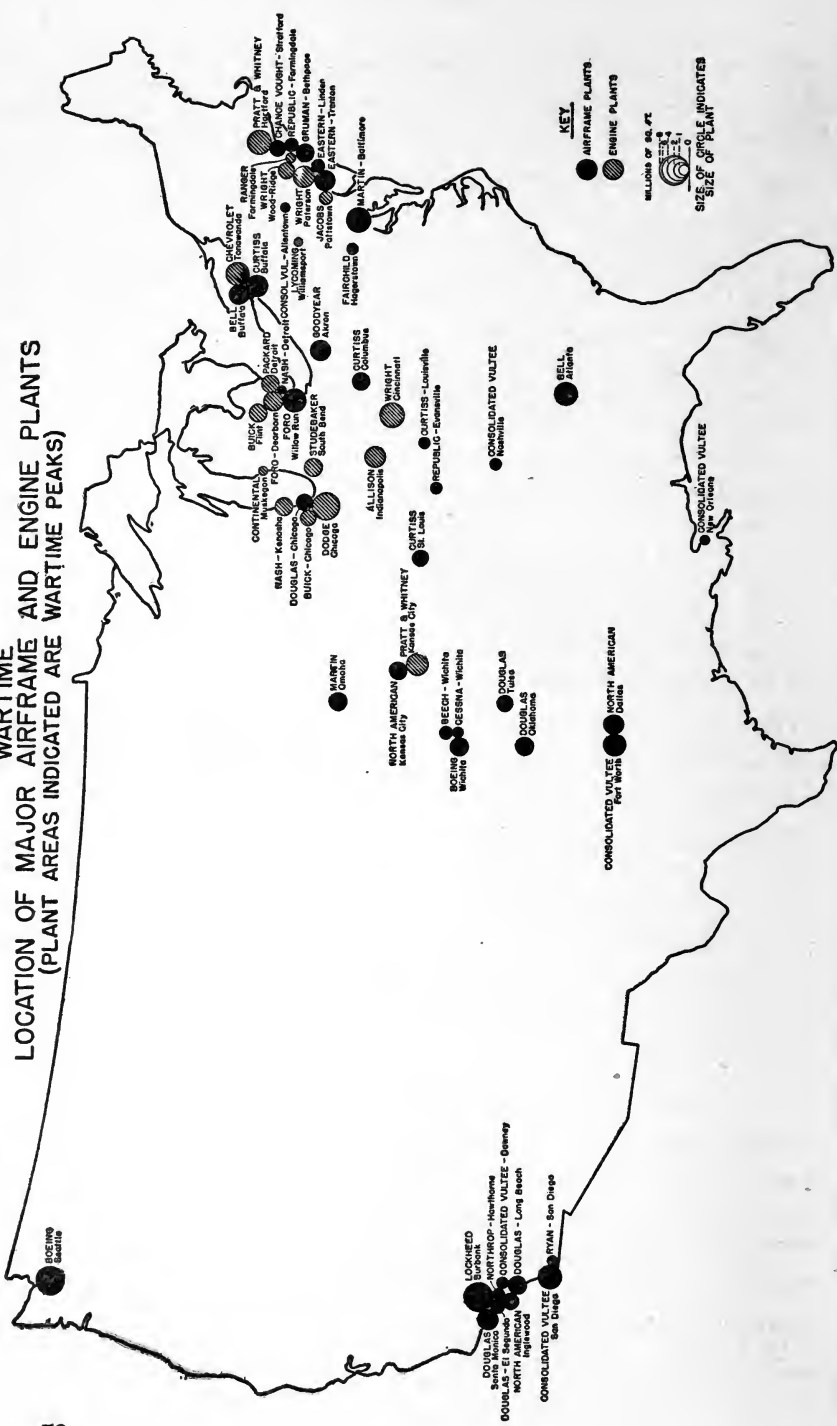 WARTIME
LOCATION OF MAJOR AIRFRAME AND ENGINE PLANTS
(PLANT AREAS INDICATED ARE WARTIME PEAKS)
BOEING
Seattle
LOCKHEED
Burbank
NORTHROP-Hawthorne
CONSOLIDATED VULTEE-Downey
DOUGLAS-Long Beach
DOUGLAS
Santa Monica
DOUGLAS-El Segundo
NORTH AMERICAN
Inglewood
CONSOLIDATED VULTEE
San Diego
RYAN-San Diego
MARTIN
Omaha
NORTH AMERICAN
Kansas City
PRATT & WHITNEY
Kansas City
BEECH-Wichita
CESSNA-Wichita
BOEING
Wichita
DOUGLAS
Tulsa
DOUGLAS
Oklahoma
CONSOLIDATED VULTEE
Fort Worth
NORTH AMERICAN
Dallas
CONTINENTAL
Muskegon
NASH-Kenosha
DOUGLAS-Chicago
BUICK-Chicago
DODGE
Chicago
CURTISS
St. Louis
BUICK
Flint
FORD-Dearborn
PACKARD
Detroit
NASH-Detroit
FORD
Willow Run
STUDEBAKER
South Bend
ALLISON
Indianapolis
WRIGHT
Cincinnati
CURTISS
Columbus
GOODYEAR
Akron
CURTISS-Louisville
REPUBLIC-Evansville
CONSOLIDATED VULTEE
Nashville
BELL
Atlanta
CONSOLIDATED VULTEE
New Orleans
CHEVROLET
Tonawanda
BELL
Buffalo
CURTISS
Buffalo
CONSOL VUL.-Allentown
LYCOMING
Williamsport
RANGER
Farmingdale
WRIGHT
Wood-Ridge
WRIGHT
Paterson
JACOBS
Pottstown
FAIRCHILD
Hagerstown
MARTIN-Baltimore
PRATT & WHITNEY
Hartford
CHANCE VOUGHT-Stratford
REPUBLIC-Farmingdale
GRUMAN-Bethpage
EASTERN-Linden
EASTERN-Trenton
KEY
AIRFRAME PLANTS.
ENGINE PLANTS
MILLIONS OF SQ. FT.
SIZE OF CIRCLE INDICATES
SIZE OF PLANT